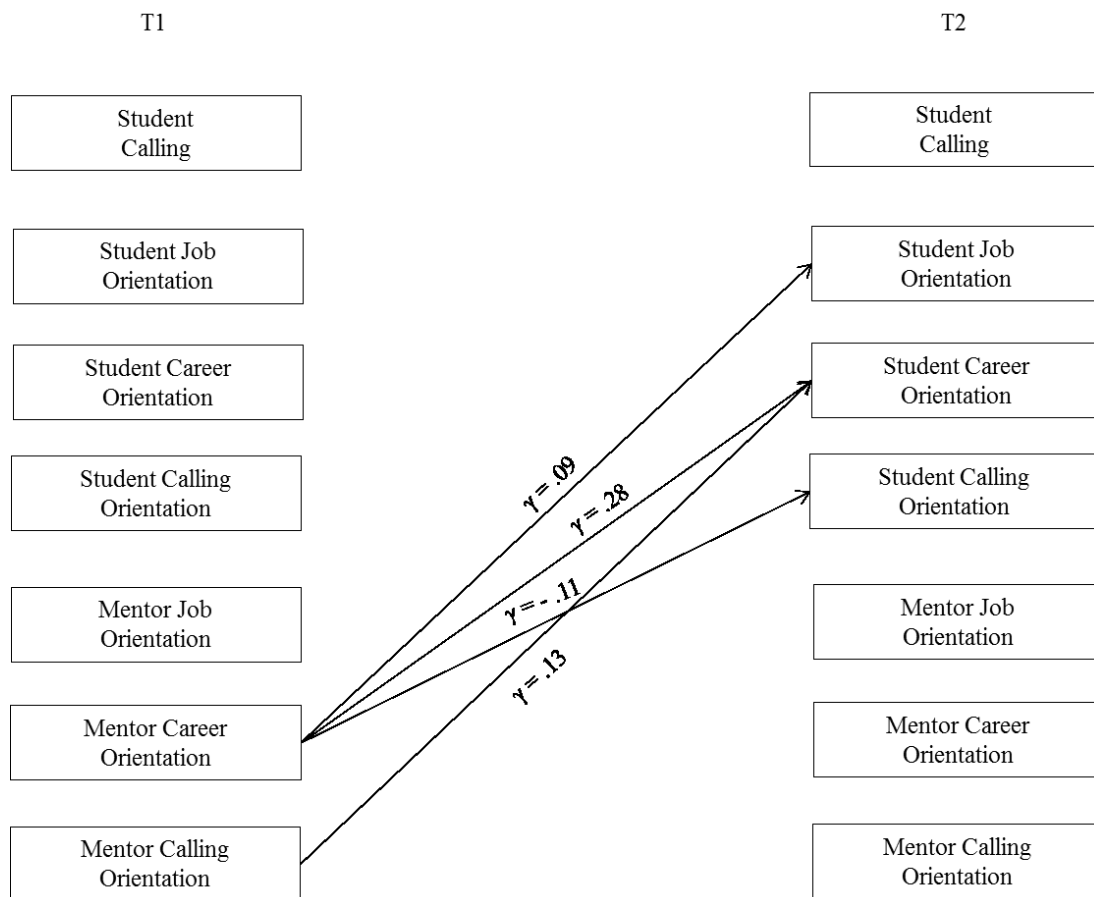 T1
T2
Student
Calling
Student
Calling
Student Job
Orientation
Student Job
Orientation
Student Career
Orientation
Student Career
Orientation
Student Calling
Orientation
Student Calling
Orientation
γ = .09
γ = .28
γ = - .11
γ = .13
Mentor Job
Orientation
Mentor Job
Orientation
Mentor Career
Orientation
Mentor Career
Orientation
Mentor Calling
Orientation
Mentor Calling
Orientation